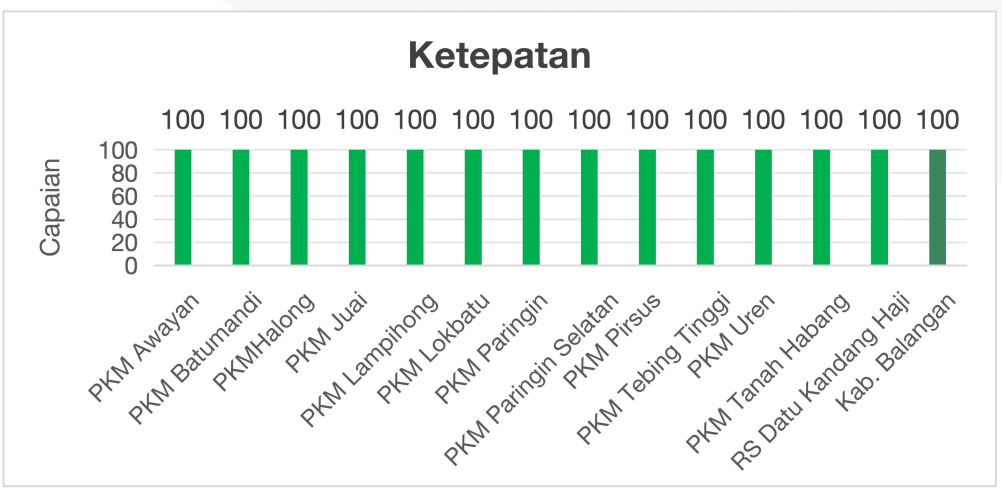 Ketepatan
100 100 100 100 100 100 100 100 100 100 100 100 100 100
Capaian
100
80
60
40
20
0
PKM Awayan
PKM Batumandi
PKMHalong
PKM Juai
PKM Lampihong
PKM Lokbatu
PKM Paringin
PKM Paringin Selatan
PKM Pirsus
PKM Tebing Tinggi
PKM Uren
PKM Tanah Habang
RS Datu Kandang Haji
Kab. Balangan